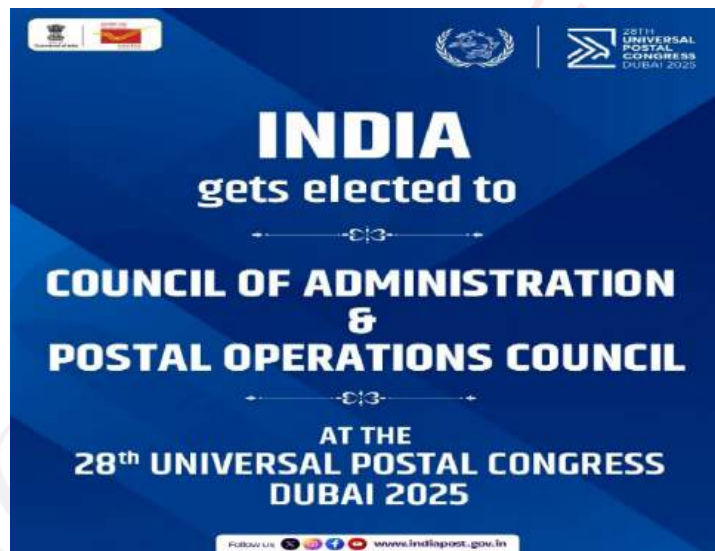 28TH
UNIVERSAL
POSTAL
CONGRESS
DUBAI 2025
INDIA
gets elected to
COUNCIL OF ADMINISTRATION
&
POSTAL OPERATIONS COUNCIL
AT THE
28th UNIVERSAL POSTAL CONGRESS
DUBAI 2025
Follow us www.indiapost.gov.in